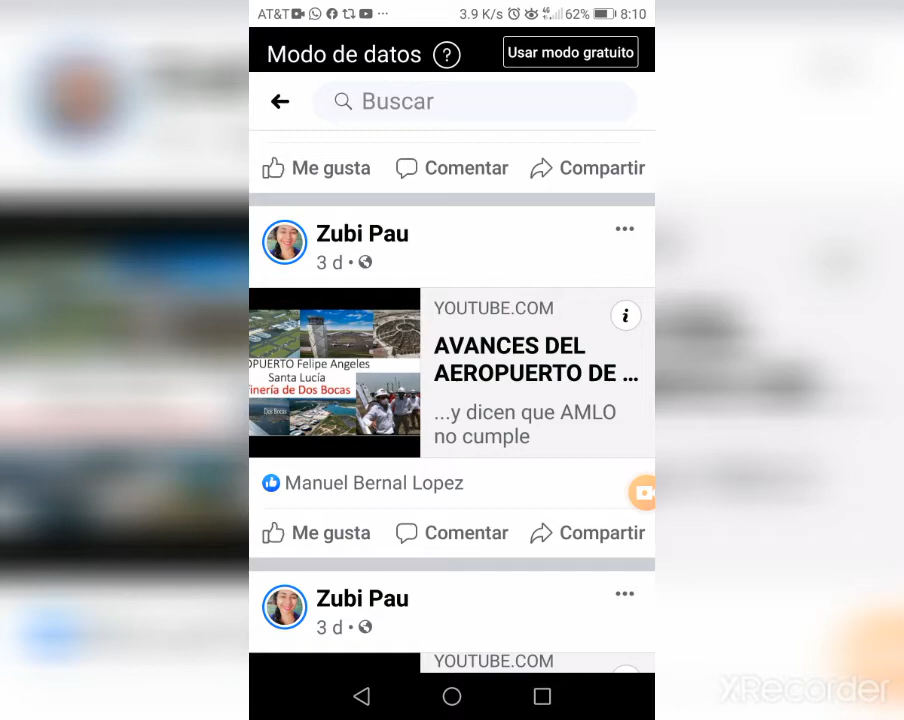 AT&T ... 3.9 K/s 4G 62% 8:10
Modo de datos ? Usar modo gratuito
Buscar
Me gusta Comentar Compartir
Zubi Pau
3 d •
YOUTUBE.COM
AVANCES DEL
AEROPUERTO DE ...
...y dicen que AMLO
no cumple
OPUERTO Felipe Angeles
Santa Lucía
finería de Dos Bocas
Dos Bocas
Manuel Bernal Lopez
Me gusta Comentar Compartir
Zubi Pau
3 d •
YOUTUBE.COM
XRecorder